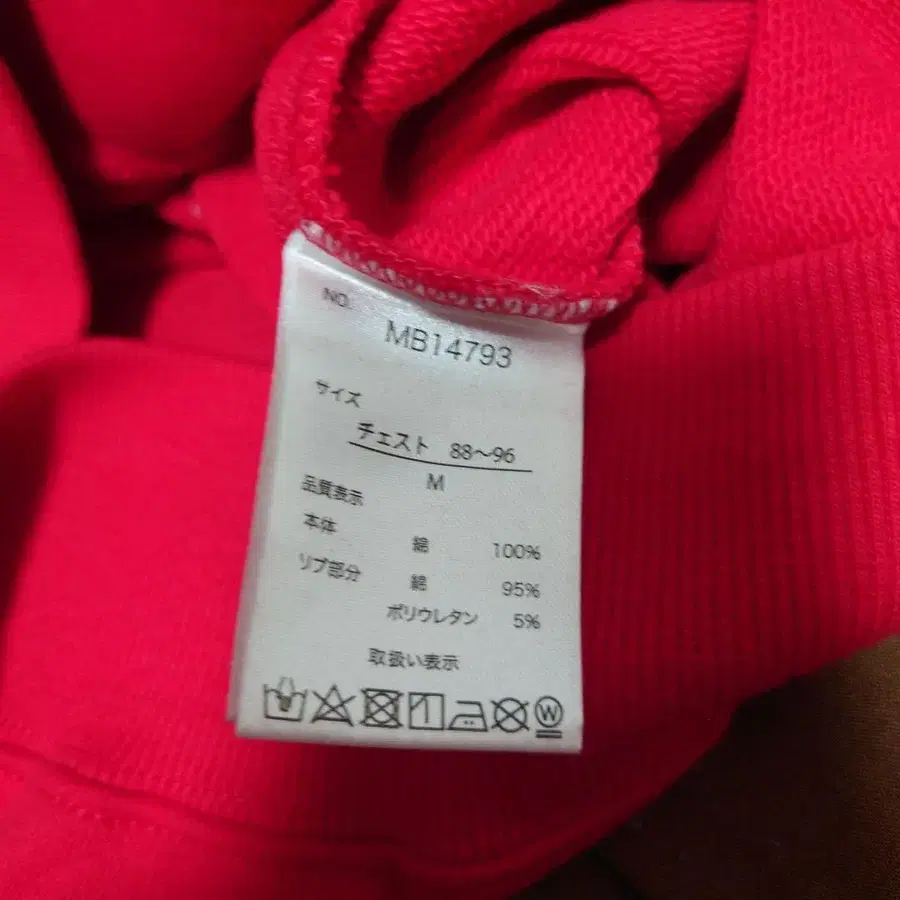 NO.
MB14793
サイズ
チェスト 88～96
M
品質表示
本体 綿 100%
リブ部分 綿 95%
ポリウレタン 5%
取扱い表示
W